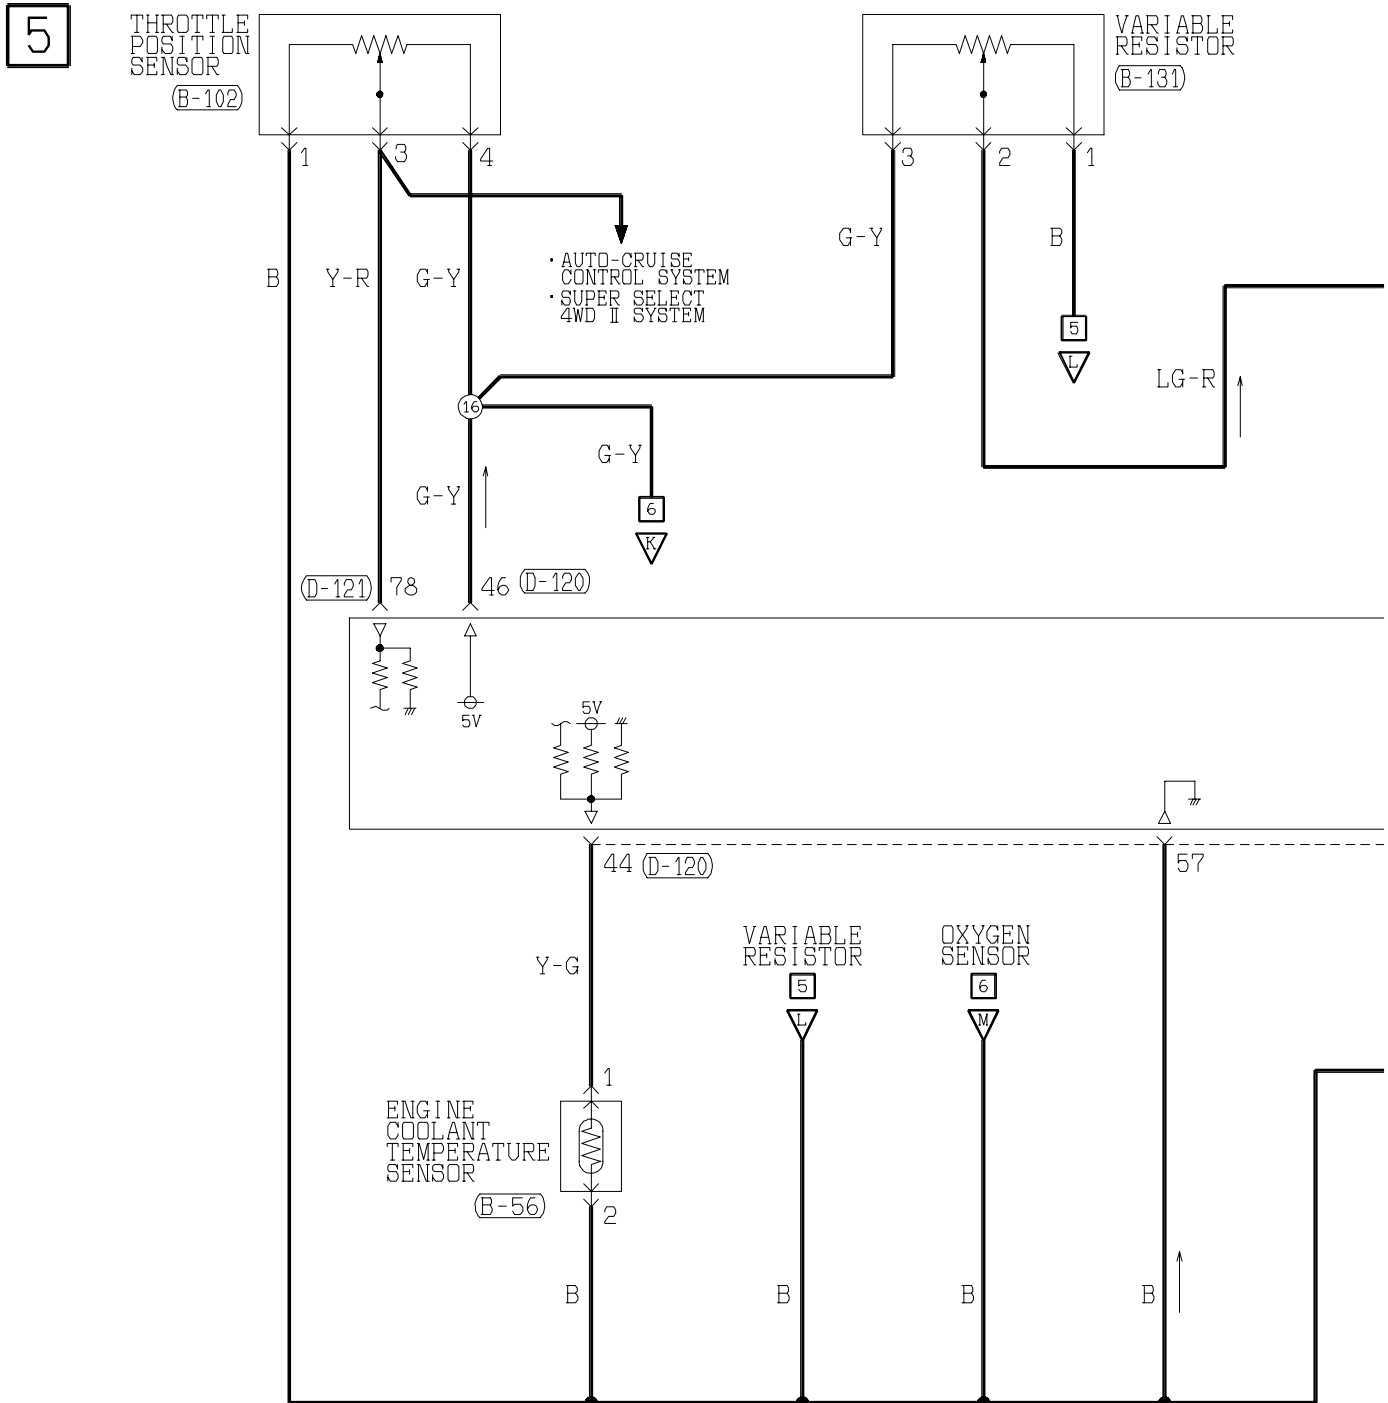 5
THROTTLE
POSITION
SENSOR
B-102
VARIABLE
RESISTOR
B-131
1
3
4
3
2
1
G-Y
B
· AUTO-CRUISE
CONTROL SYSTEM
· SUPER SELECT
4WD II SYSTEM
B
Y-R
G-Y
5
L
LG-R
16
G-Y
G-Y
6
K
D-121
78
46
D-120
5V
5V
44
D-120
57
VARIABLE
RESISTOR
5
L
OXYGEN
SENSOR
6
M
Y-G
1
ENGINE
COOLANT
TEMPERATURE
SENSOR
B-56
2
B
B
B
B